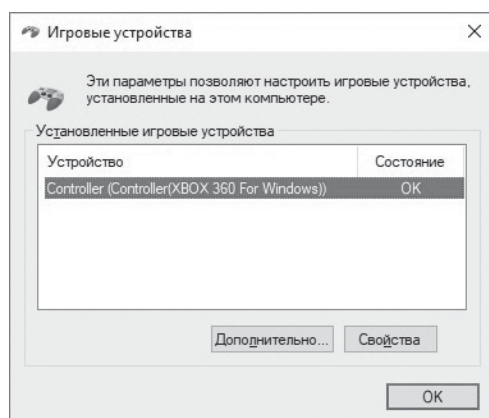 Игровые устройства
Эти параметры позволяют настроить игровые устройства,
установленные на этом компьютере.
Установленные игровые устройства
Устройство Состояние
Controller (Controller(XBOX 360 For Windows)) OK
Дополнительно... Свойства
OK